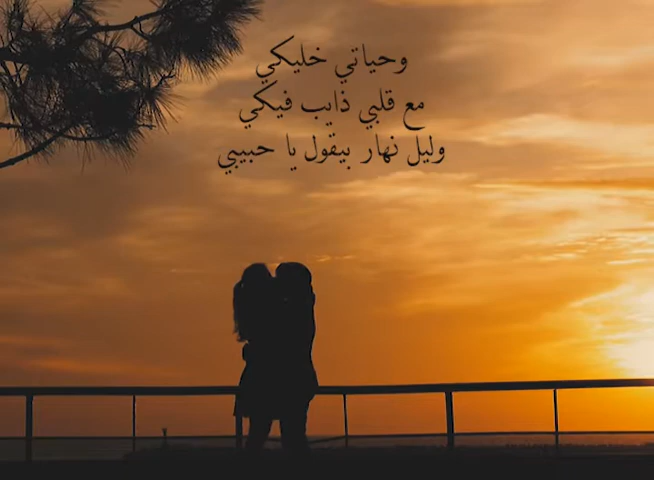 وحياتي خليكي
مع قلبي ذايب فيكي
وليل نهار بيقول يا حبيبي